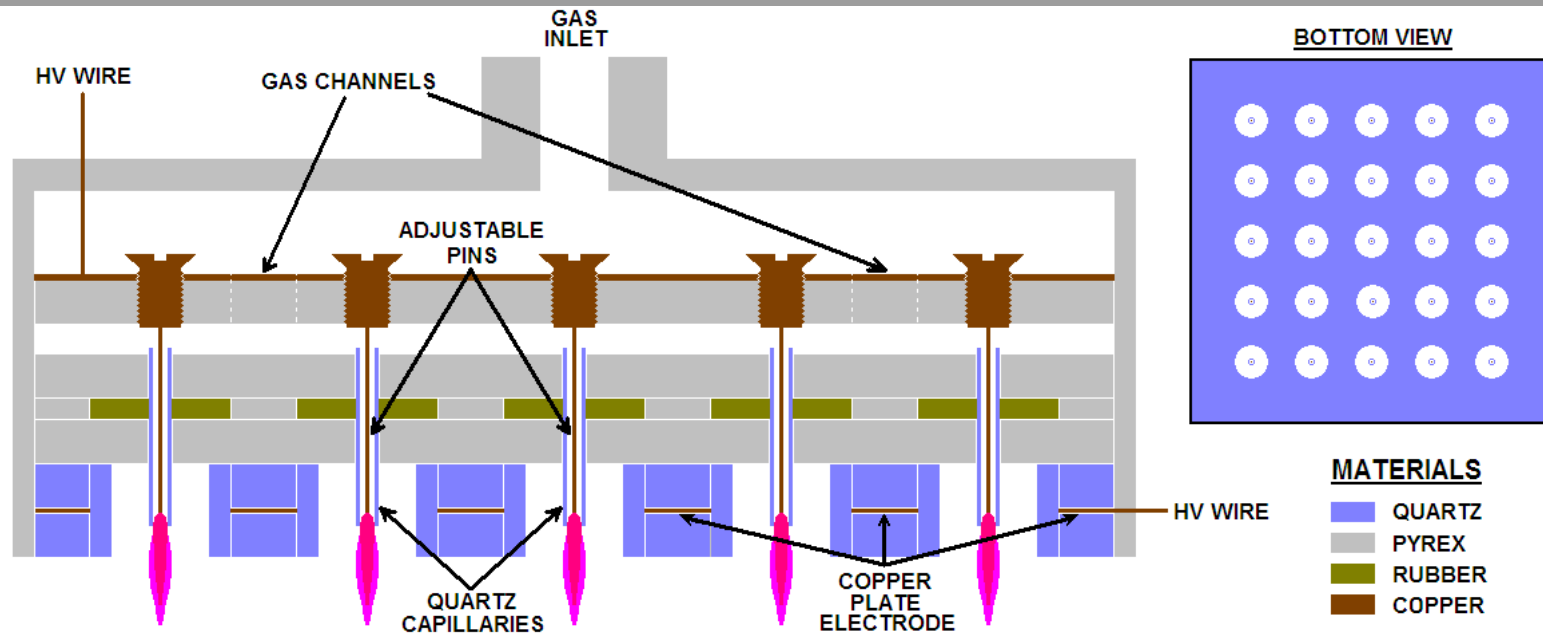 GAS
INLET
BOTTOM VIEW
HV WIRE
GAS CHANNELS
ADJUSTABLE
PINS
MATERIALS
QUARTZ
PYREX
RUBBER
COPPER
HV WIRE
QUARTZ
CAPILLARIES
COPPER
PLATE
ELECTRODE